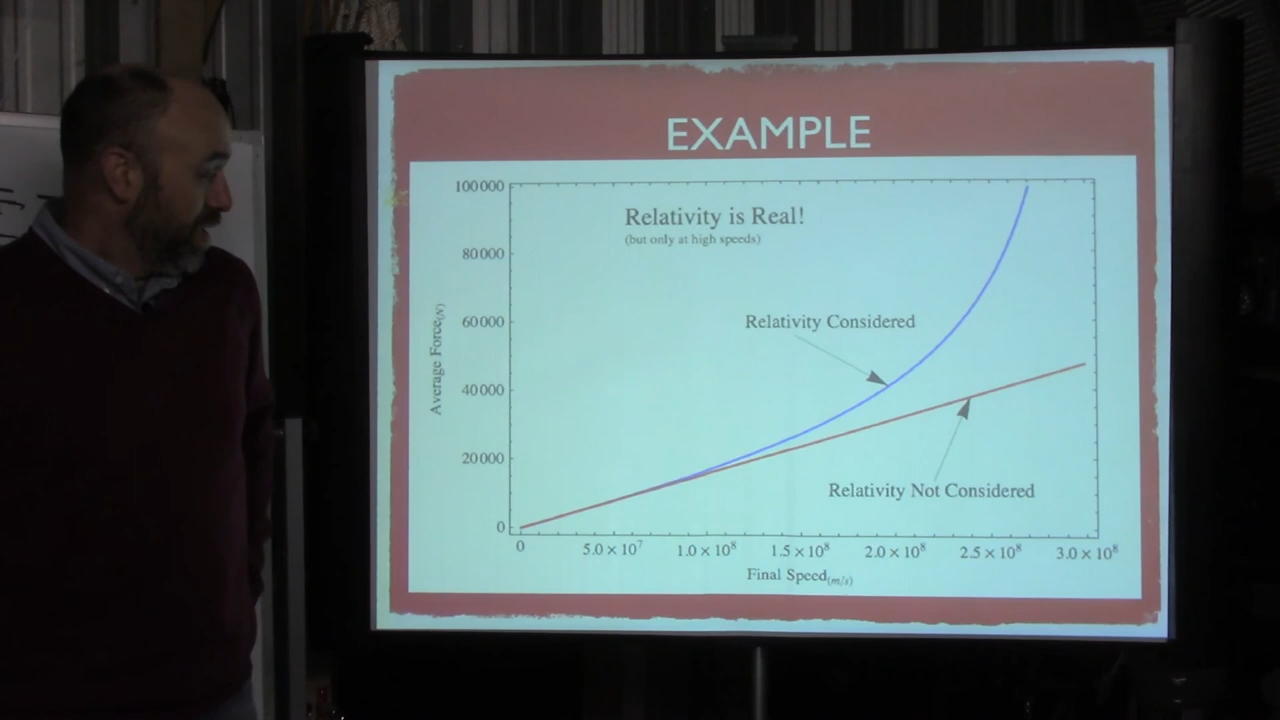 EXAMPLE
100000
80000
60000
40000
20000
0
Average Force(N)
Relativity is Real!
(but only at high speeds)
Relativity Considered
Relativity Not Considered
0 5.0 × 10⁷ 1.0 × 10⁸ 1.5 × 10⁸ 2.0 × 10⁸ 2.5 × 10⁸ 3.0 × 10⁸
Final Speed(m/s)